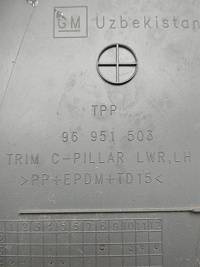 GM Uzbekistan
TPP
96 951 503
TRIM C-PILLAR LWR,LH
>PP+EPDM+TD15<